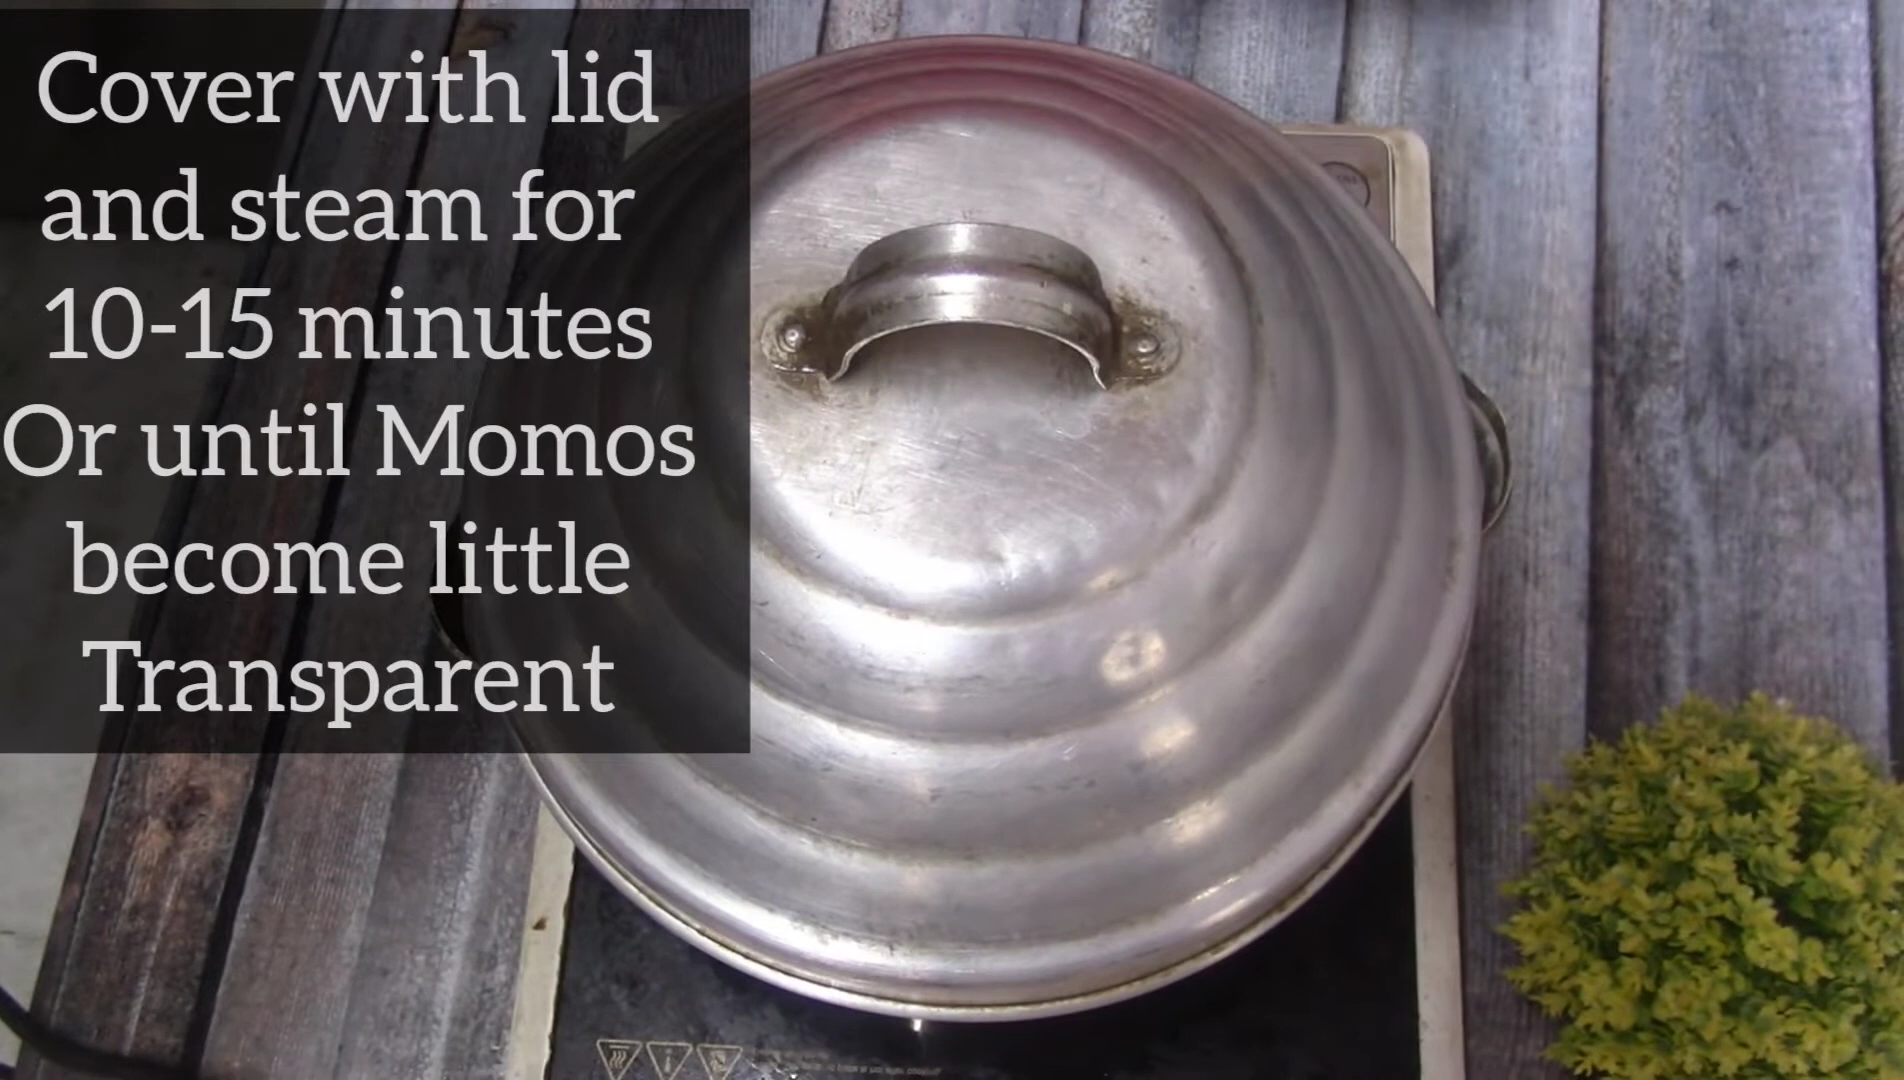 Cover with lid
and steam for
10-15 minutes
Or until Momos
become little
Transparent